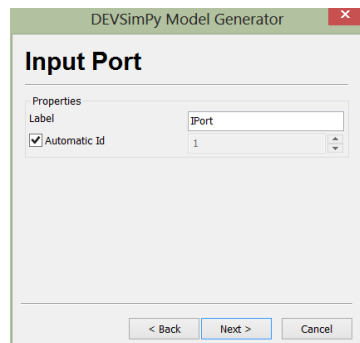 DEVSimPy Model Generator
Input Port
Properties
Label
IPort
Automatic Id
1
< Back
Next >
Cancel